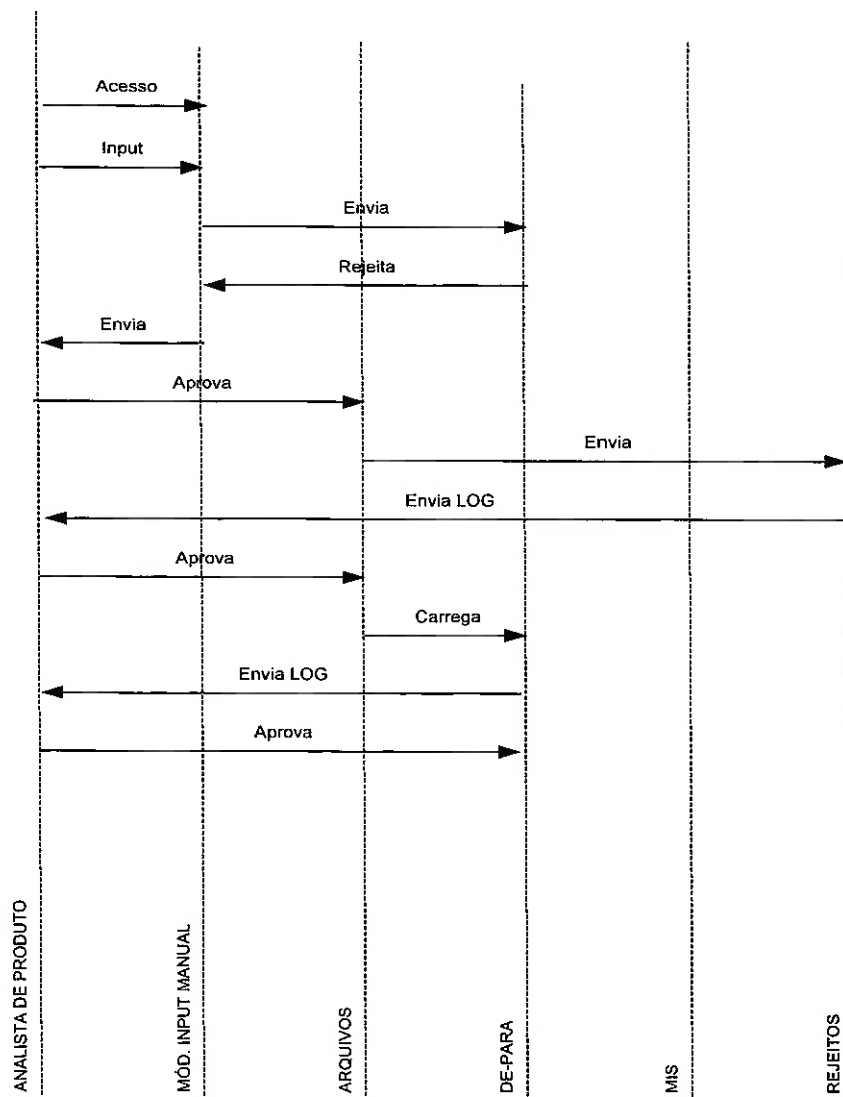 Acesso
Input
Envia
Rejeita
Envia
Aprova
Envia
Envia LOG
Aprova
Carrega
Envia LOG
Aprova
ANALISTA DE PRODUTO
MÓD. INPUT MANUAL
ARQUIVOS
DE-PARA
MIS
REJEITOS